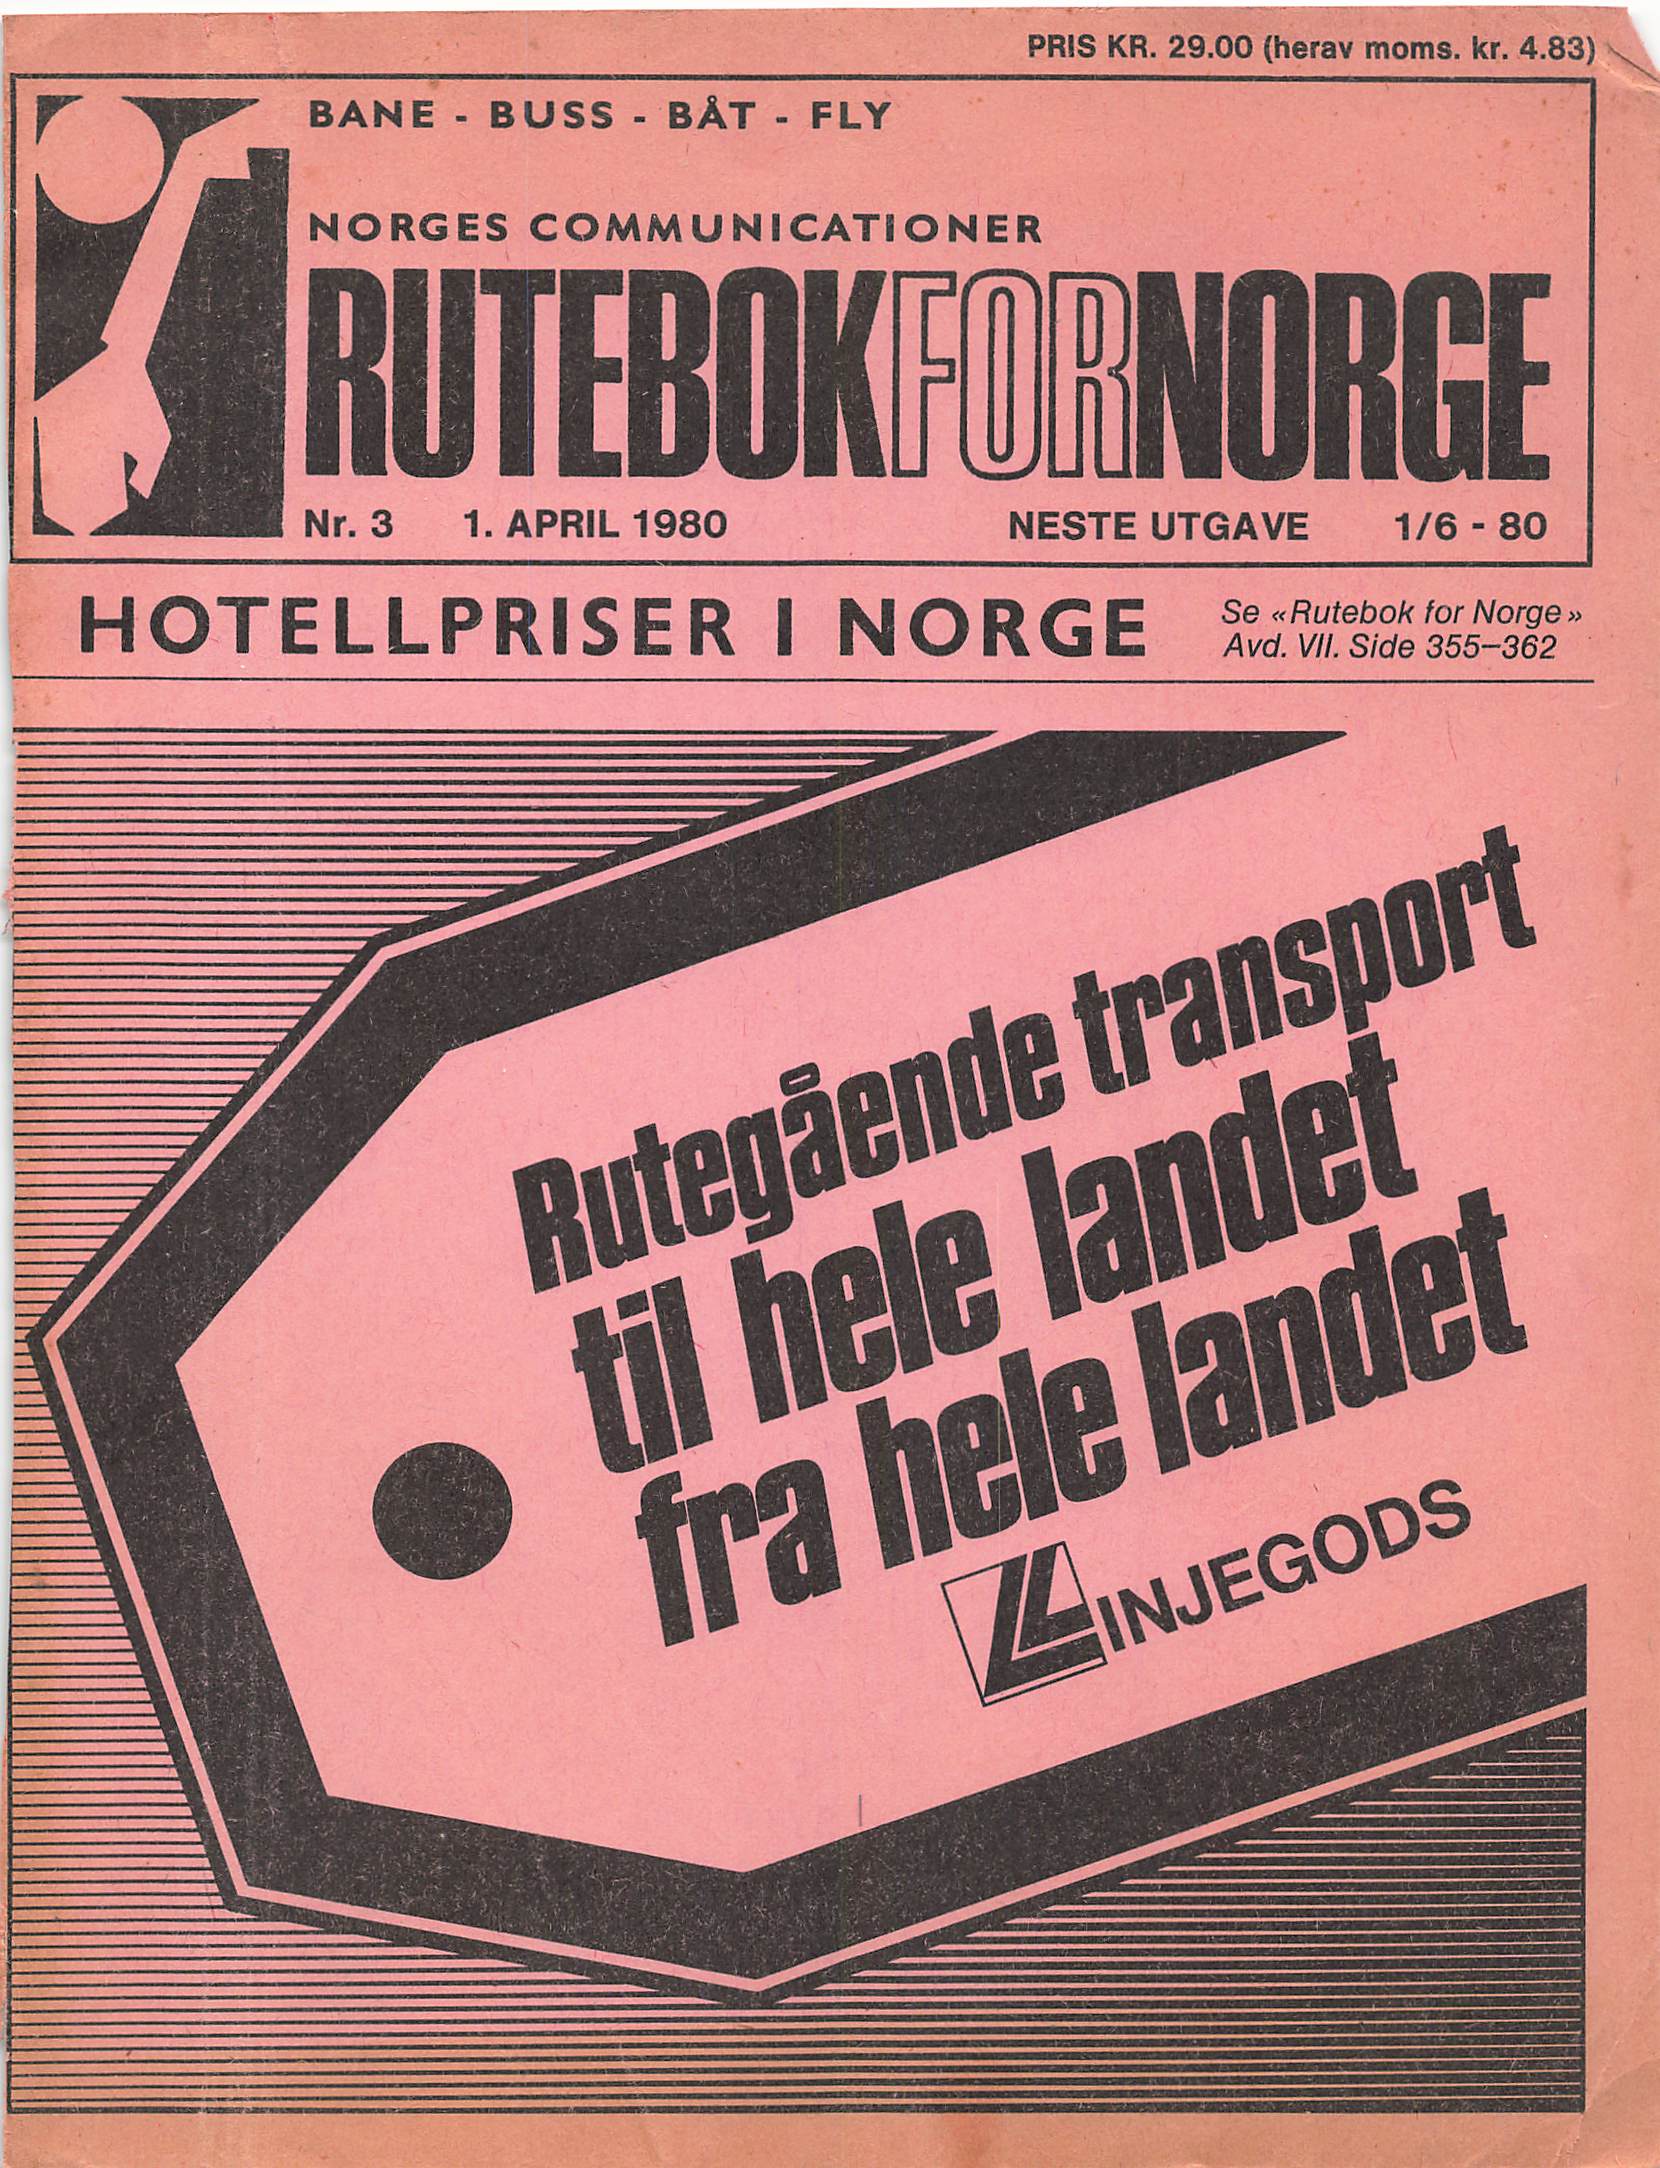 PRIS KR. 29.00 (herav moms. kr. 4.83)
BANE - BUSS - BÅT - FLY
NORGES COMMUNICATIONER
RUTEBOKFORNORGE
Nr. 3 1. APRIL 1980 NESTE UTGAVE 1/6 - 80
HOTELLPRISER I NORGE
Se «Rutebok for Norge»
Avd. VII. Side 355–362
Rutegående transport
til hele landet
fra hele landet
LINJEGODS